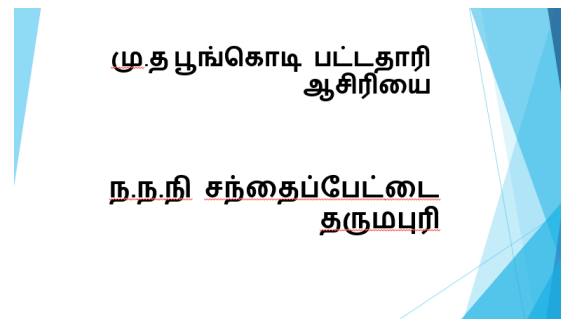 மு.த பூங்கொடி பட்டதாரி
ஆசிரியை
ந.ந.நி சந்தைப்பேட்டை
தருமபுரி